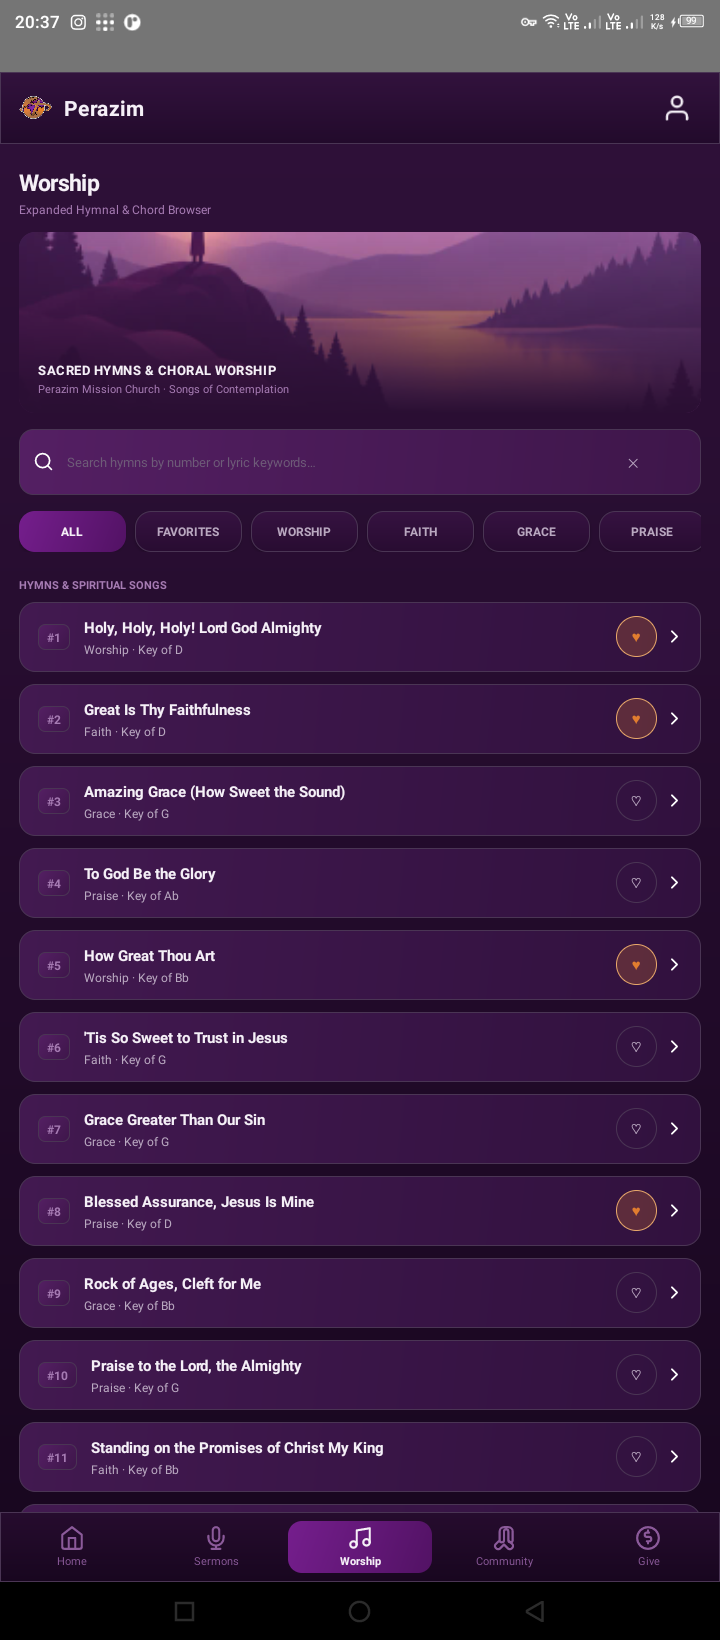 20:37
Vo LTE
Vo LTE
128 K/s
99
Perazim
Worship
Expanded Hymnal & Chord Browser
SACRED HYMNS & CHORAL WORSHIP
Perazim Mission Church · Songs of Contemplation
Search hymns by number or lyric keywords...
ALL
FAVORITES
WORSHIP
FAITH
GRACE
PRAISE
HYMNS & SPIRITUAL SONGS
#1
Holy, Holy, Holy! Lord God Almighty
Worship · Key of D
#2
Great Is Thy Faithfulness
Faith · Key of D
#3
Amazing Grace (How Sweet the Sound)
Grace · Key of G
#4
To God Be the Glory
Praise · Key of Ab
#5
How Great Thou Art
Worship · Key of Bb
#6
'Tis So Sweet to Trust in Jesus
Faith · Key of G
#7
Grace Greater Than Our Sin
Grace · Key of G
#8
Blessed Assurance, Jesus Is Mine
Praise · Key of D
#9
Rock of Ages, Cleft for Me
Grace · Key of Bb
#10
Praise to the Lord, the Almighty
Praise · Key of G
#11
Standing on the Promises of Christ My King
Faith · Key of Bb
Home
Sermons
Worship
Community
Give